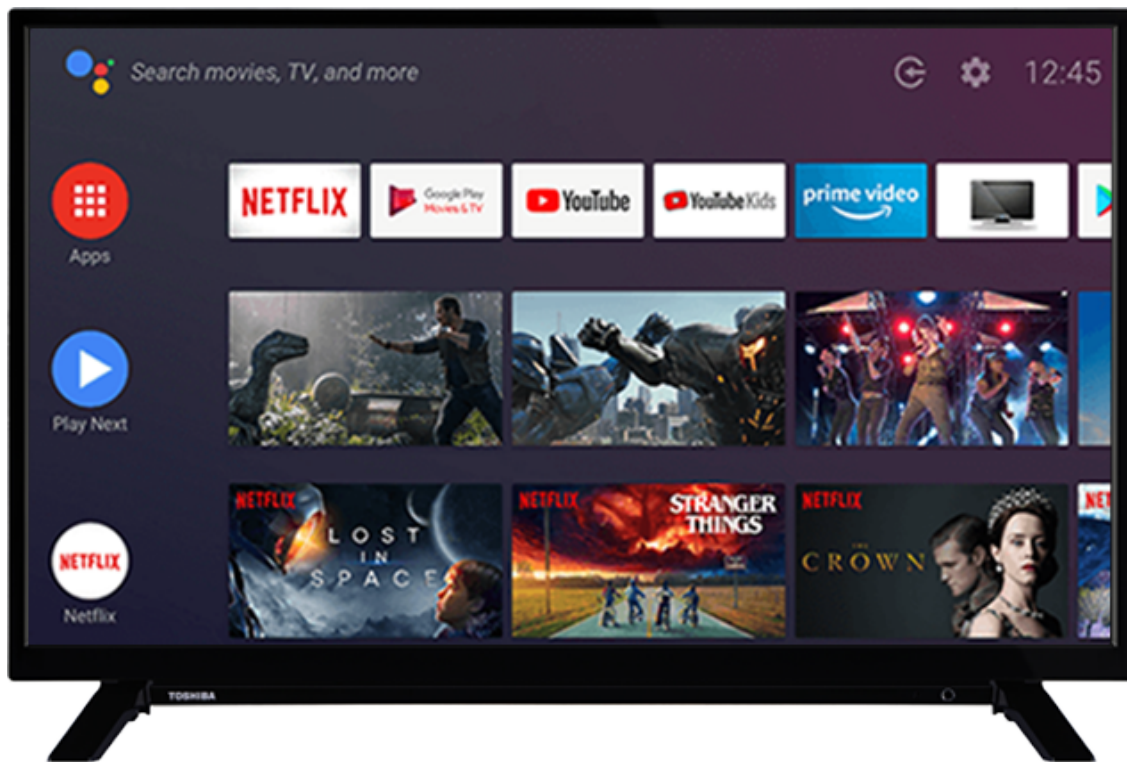 Search movies, TV, and more
12:45
NETFLIX
Google Play
Movies & TV
YouTube
YouTube Kids
prime video
Apps
Play Next
NETFLIX
LOST
IN
SPACE
NETFLIX
STRANGER
THINGS
NETFLIX
THE
CROWN
NET
NETFLIX
Netflix
TOSHIBA